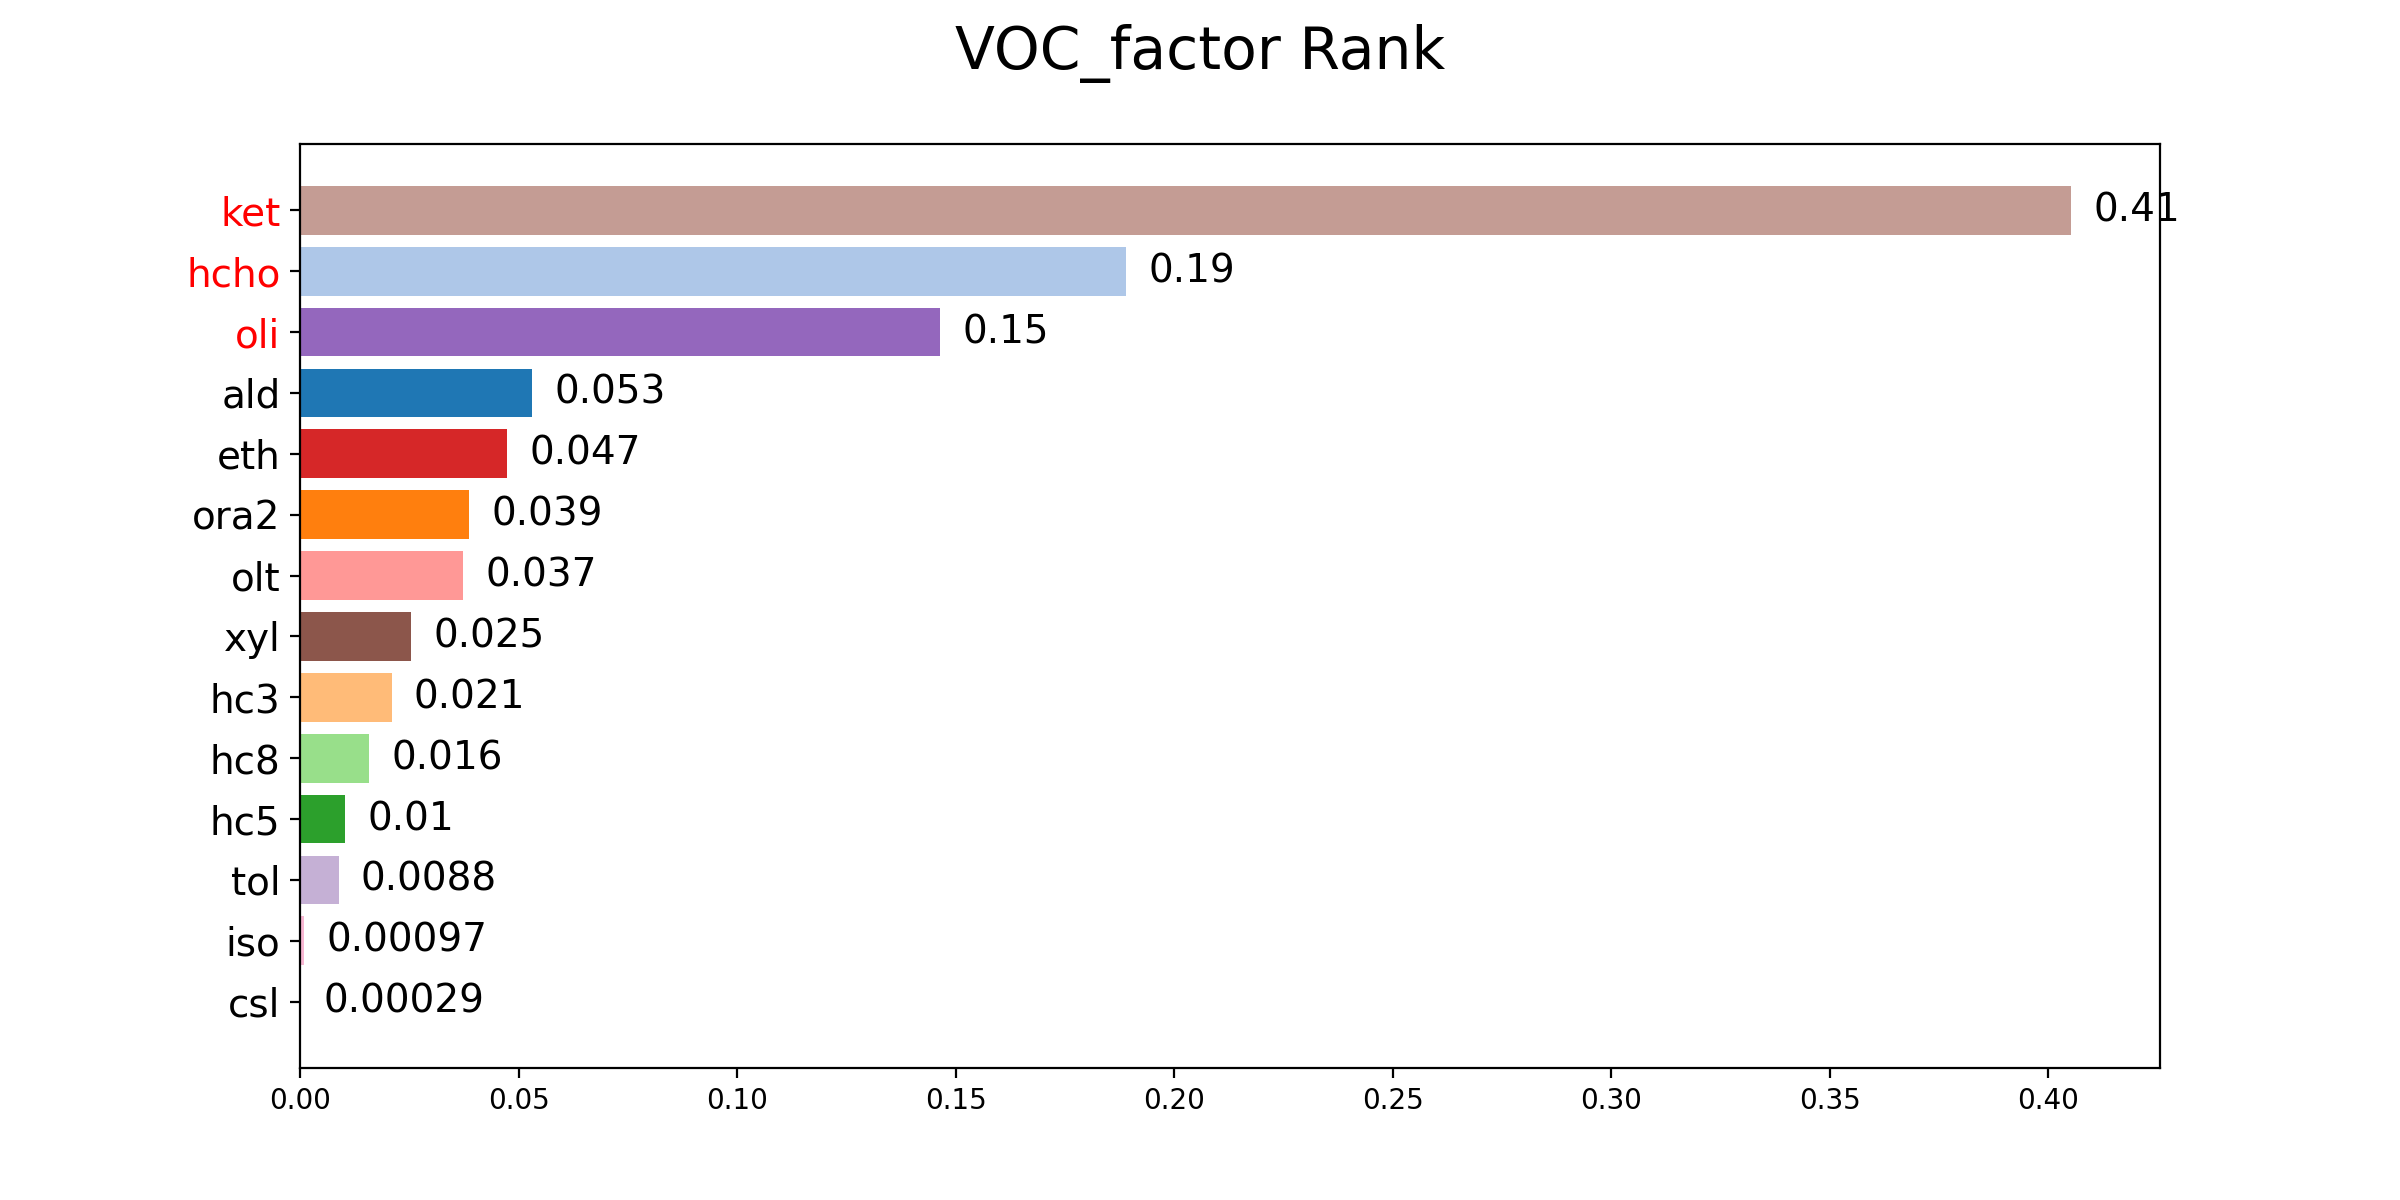 VOC_factor Rank
ket 0.41
hcho 0.19
oli 0.15
ald 0.053
eth 0.047
ora2 0.039
olt 0.037
xyl 0.025
hc3 0.021
hc8 0.016
hc5 0.01
tol 0.0088
iso 0.00097
csl 0.00029
0.00 0.05 0.10 0.15 0.20 0.25 0.30 0.35 0.40